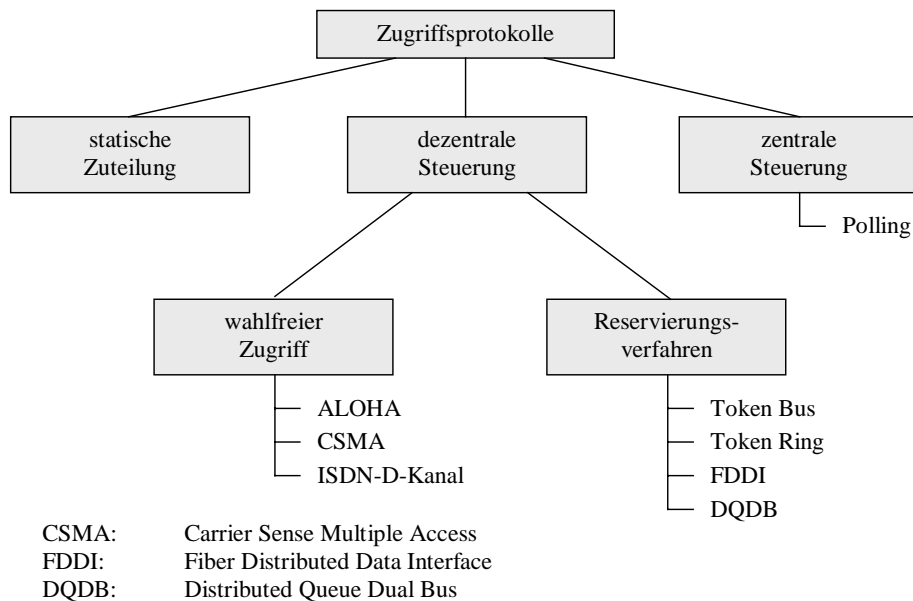 Zugriffsprotokolle
statische
Zuteilung
dezentrale
Steuerung
zentrale
Steuerung
Polling
wahlfreier
Zugriff
ALOHA
CSMA
ISDN-D-Kanal
Reservierungs-
verfahren
Token Bus
Token Ring
FDDI
DQDB
CSMA: Carrier Sense Multiple Access
FDDI: Fiber Distributed Data Interface
DQDB: Distributed Queue Dual Bus